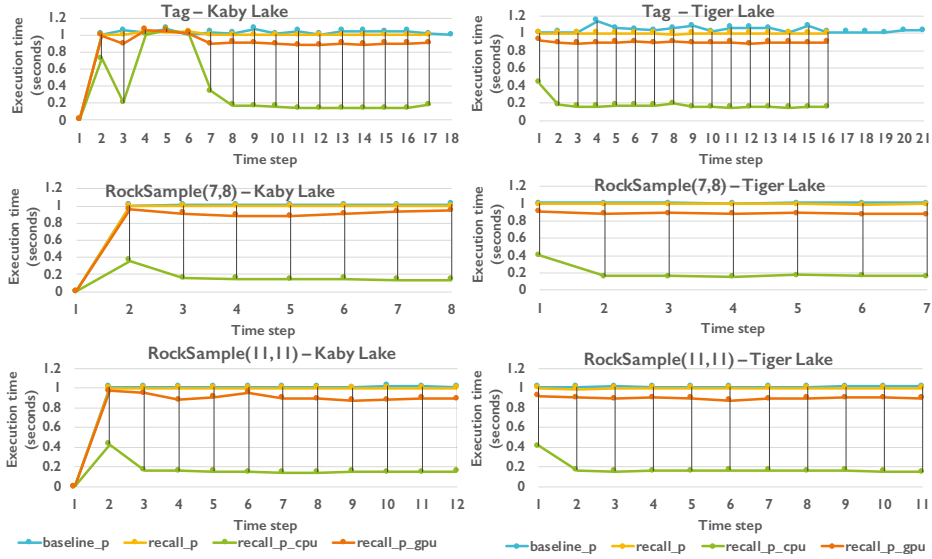 Tag – Kaby Lake
Execution time (seconds)
1.2
1
0.8
0.6
0.4
0.2
0
1 2 3 4 5 6 7 8 9 10 11 12 13 14 15 16 17 18
Time step
Tag – Tiger Lake
Execution time (seconds)
1.2
1
0.8
0.6
0.4
0.2
0
1 2 3 4 5 6 7 8 9 10 11 12 13 14 15 16 17 18 19 20 21
Time step
RockSample(7,8) – Kaby Lake
Execution time (seconds)
1.2
1
0.8
0.6
0.4
0.2
0
1 2 3 4 5 6 7 8
Time step
RockSample(7,8) – Tiger Lake
Execution time (seconds)
1.2
1
0.8
0.6
0.4
0.2
0
1 2 3 4 5 6 7
Time step
RockSample(11,11) – Kaby Lake
Execution time (seconds)
1.2
1
0.8
0.6
0.4
0.2
0
1 2 3 4 5 6 7 8 9 10 11 12
Time step
baseline_p recall_p recall_p_cpu recall_p_gpu
RockSample(11,11) – Tiger Lake
Execution time (seconds)
1.2
1
0.8
0.6
0.4
0.2
0
1 2 3 4 5 6 7 8 9 10 11
Time step
baseline_p recall_p recall_p_cpu recall_p_gpu